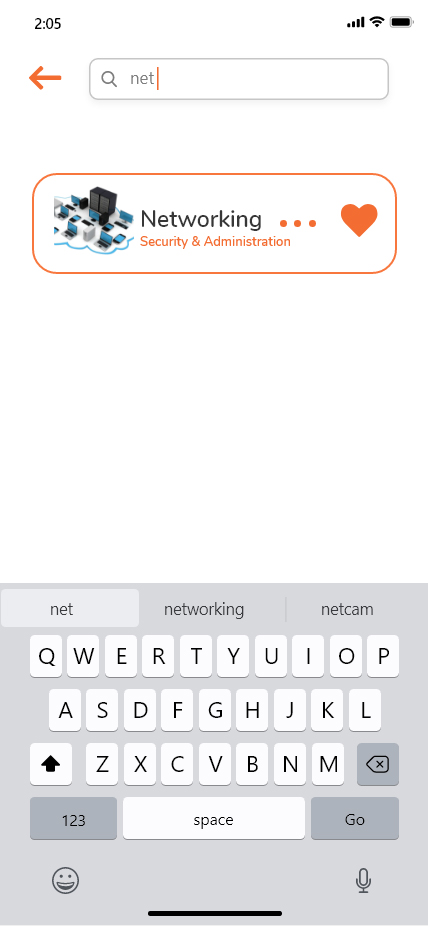 2:05
net
Networking
Security & Administration
net networking netcam
Q W E R T Y U I O P
A S D F G H J K L
Z X C V B N M
123 space Go